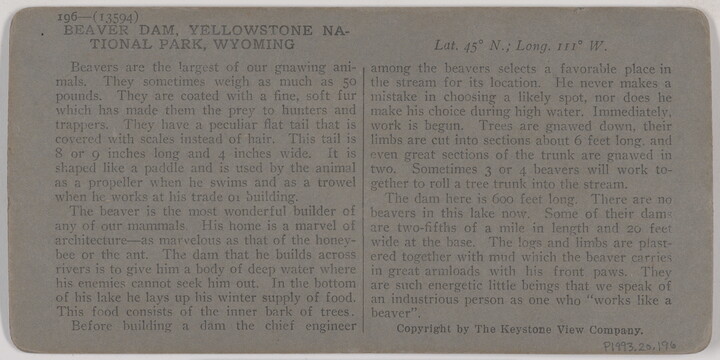 196—(13594)
BEAVER DAM, YELLOWSTONE NA-
TIONAL PARK, WYOMING
Beavers are the largest of our gnawing ani-
mals. They sometimes weigh as much as 50
pounds. They are coated with a fine, soft fur
which has made them the prey to hunters and
trappers. They have a peculiar flat tail that is
covered with scales instead of hair. This tail is
8 or 9 inches long and 4 inches wide. It is
shaped like a paddle and is used by the animal
as a propeller when he swims and as a trowel
when he works at his trade of building.
The beaver is the most wonderful builder of
any of our mammals. His home is a marvel of
architecture—as marvelous as that of the honey-
bee or the ant. The dam that he builds across
rivers is to give him a body of deep water where
his enemies cannot seek him out. In the bottom
of his lake he lays up his winter supply of food.
This food consists of the inner bark of trees.
Before building a dam the chief engineer
Lat. 45° N.; Long. 111° W.
among the beavers selects a favorable place in
the stream for its location. He never makes a
mistake in choosing a likely spot, nor does he
make his choice during high water. Immediately,
work is begun. Trees are gnawed down, their
limbs are cut into sections about 6 feet long, and
even great sections of the trunk are gnawed in
two. Sometimes 3 or 4 beavers will work to-
gether to roll a tree trunk into the stream.
The dam here is 600 feet long. There are no
beavers in this lake now. Some of their dams
are two-fifths of a mile in length and 20 feet
wide at the base. The logs and limbs are plast-
ered together with mud which the beaver carries
in great armloads with his front paws. They
are such energetic little beings that we speak of
an industrious person as one who "works like a
beaver".
Copyright by The Keystone View Company.
P1993.20.196